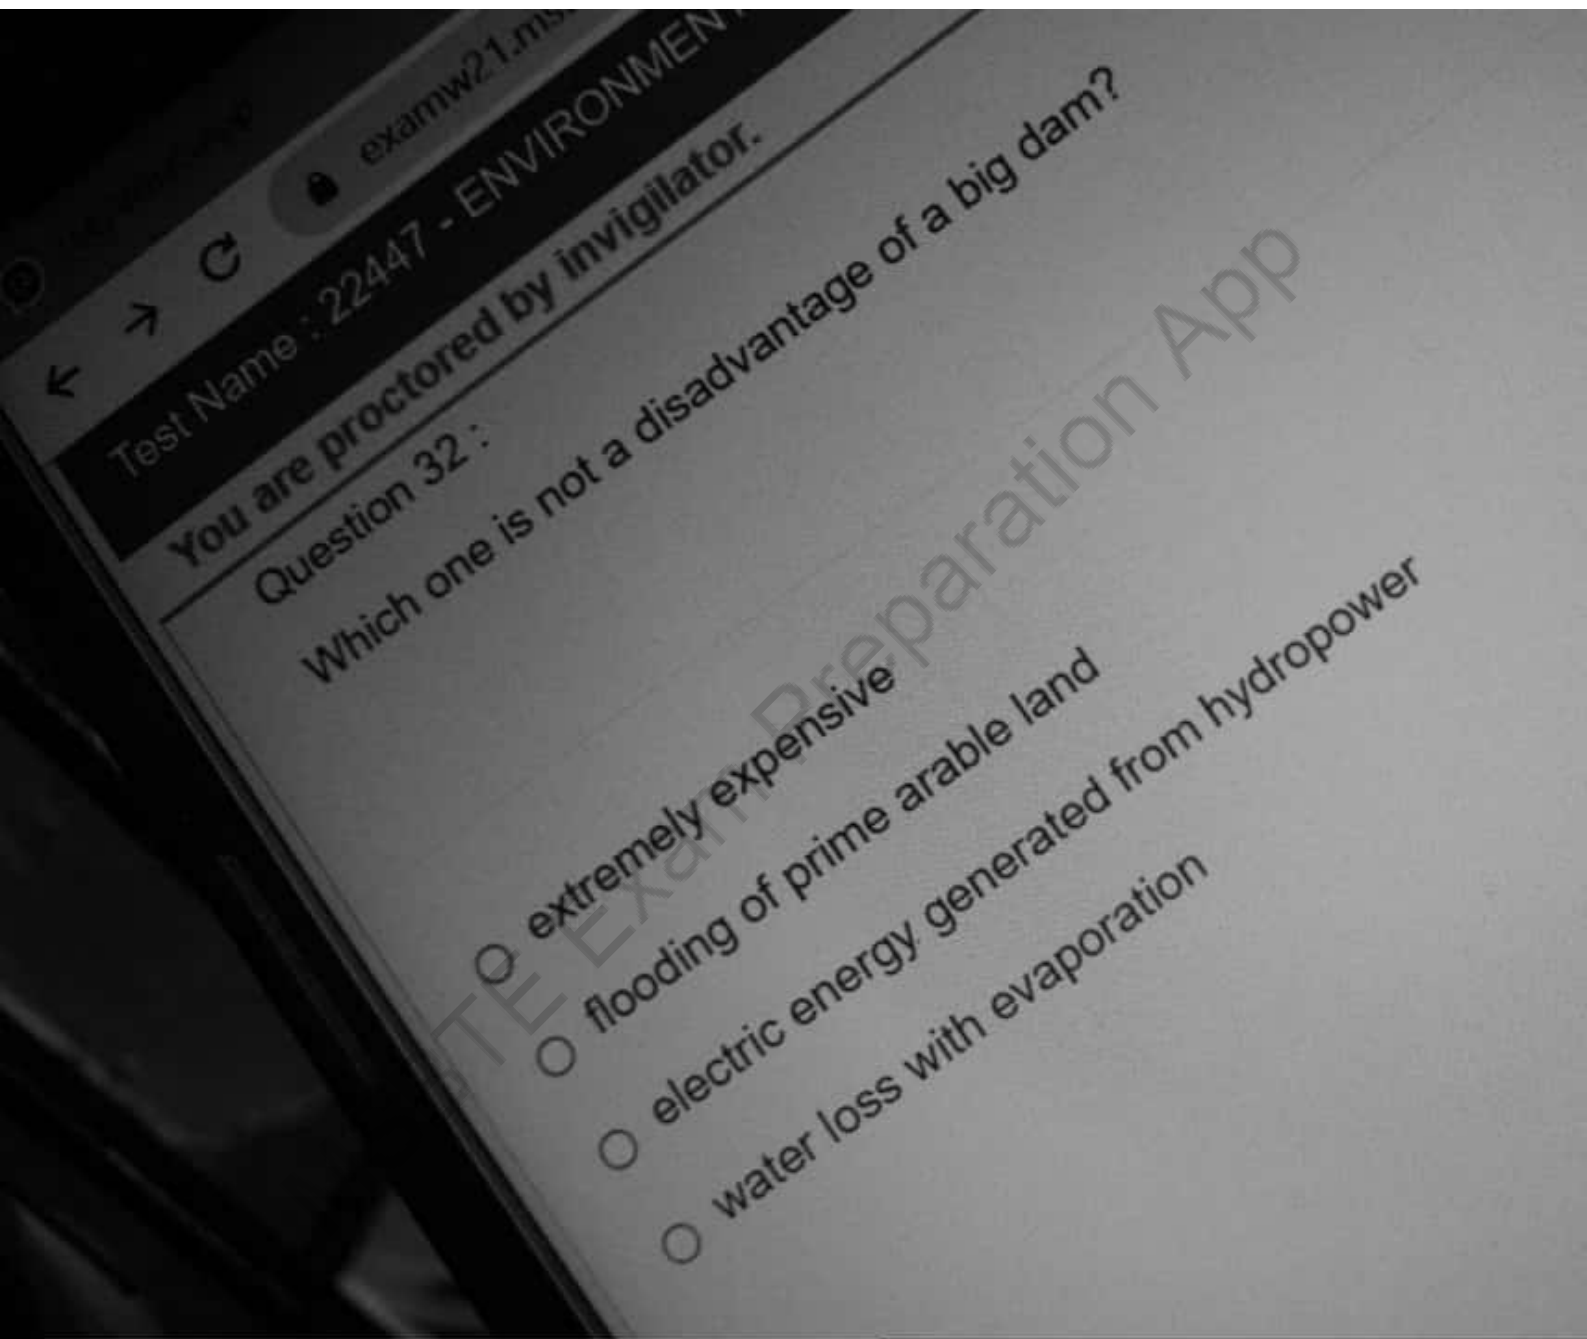 examw21.ms
Test Name : 22447 - ENVIRONMENT
You are proctored by invigilator.
Question 32 :
Which one is not a disadvantage of a big dam?
extremely expensive
flooding of prime arable land
electric energy generated from hydropower
water loss with evaporation
TE Exam Preparation App